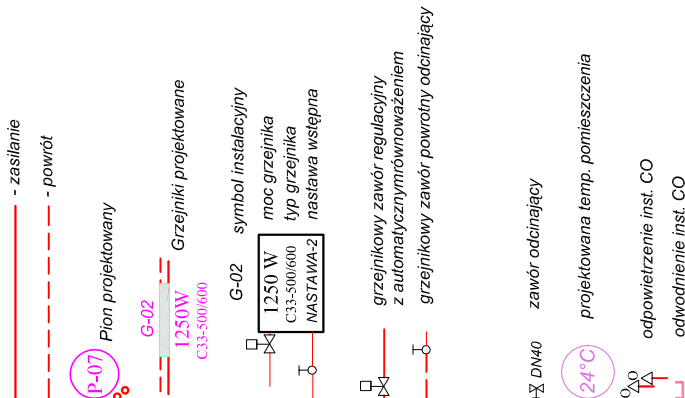 - zasilanie
- powrót
P-07
Pion projektowany
G-02
1250W
C33-500/600
Grzejniki projektowane
G-02
symbol instalacyjny
1250 W
moc grzejnika
C33-500/600
typ grzejnika
NASTAWA-2
nastawa wstępna
grzejnikowy zawór regulacyjny
z automatycznymrównoważeniem
grzejnikowy zawór powrotny odcinający
DN40
zawór odcinający
24°C
projektowana temp. pomieszczenia
odpowietrzenie inst. CO
odwodnienie inst. CO